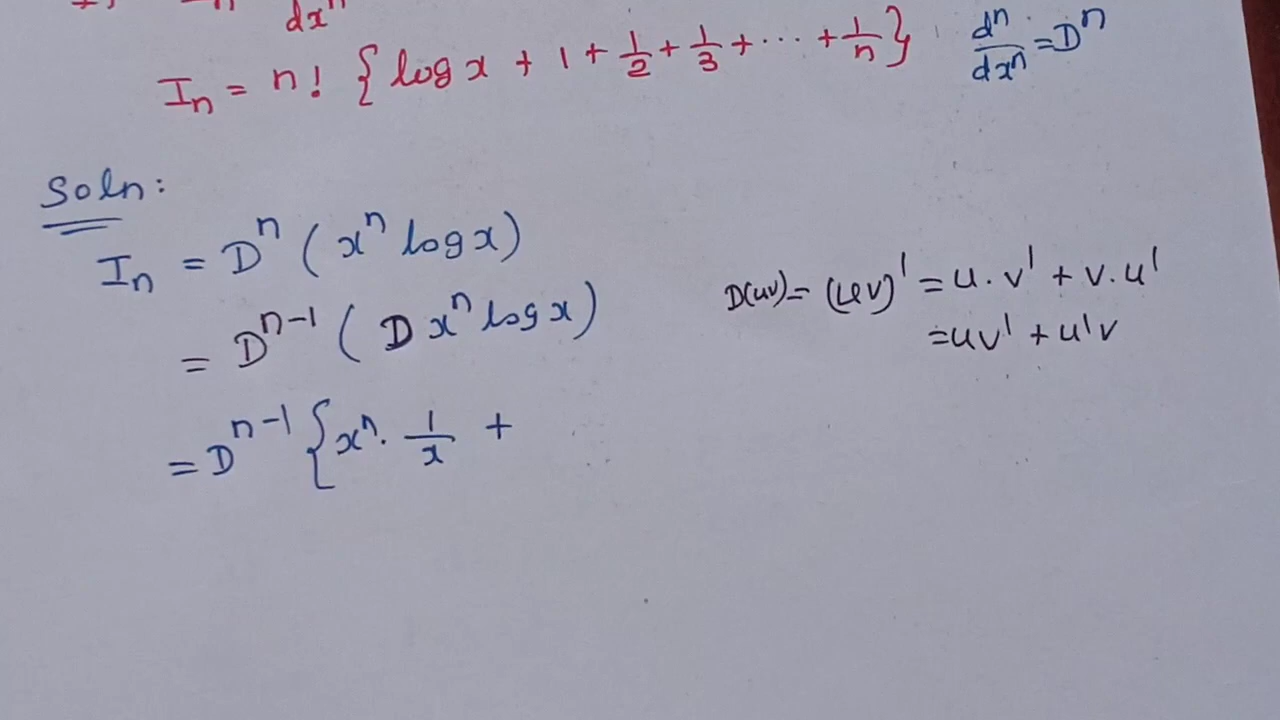 dxⁿ
Iₙ = n! {log x + 1 + 1/2 + 1/3 + ... + 1/n}
dⁿ/dxⁿ = Dⁿ
Soln:
Iₙ = Dⁿ (xⁿ log x)
= Dⁿ⁻¹ (D xⁿ log x)
= Dⁿ⁻¹ {xⁿ. 1/x +
D(uv) = (uv)' = u.v' + v.u'
= uv' + u'v